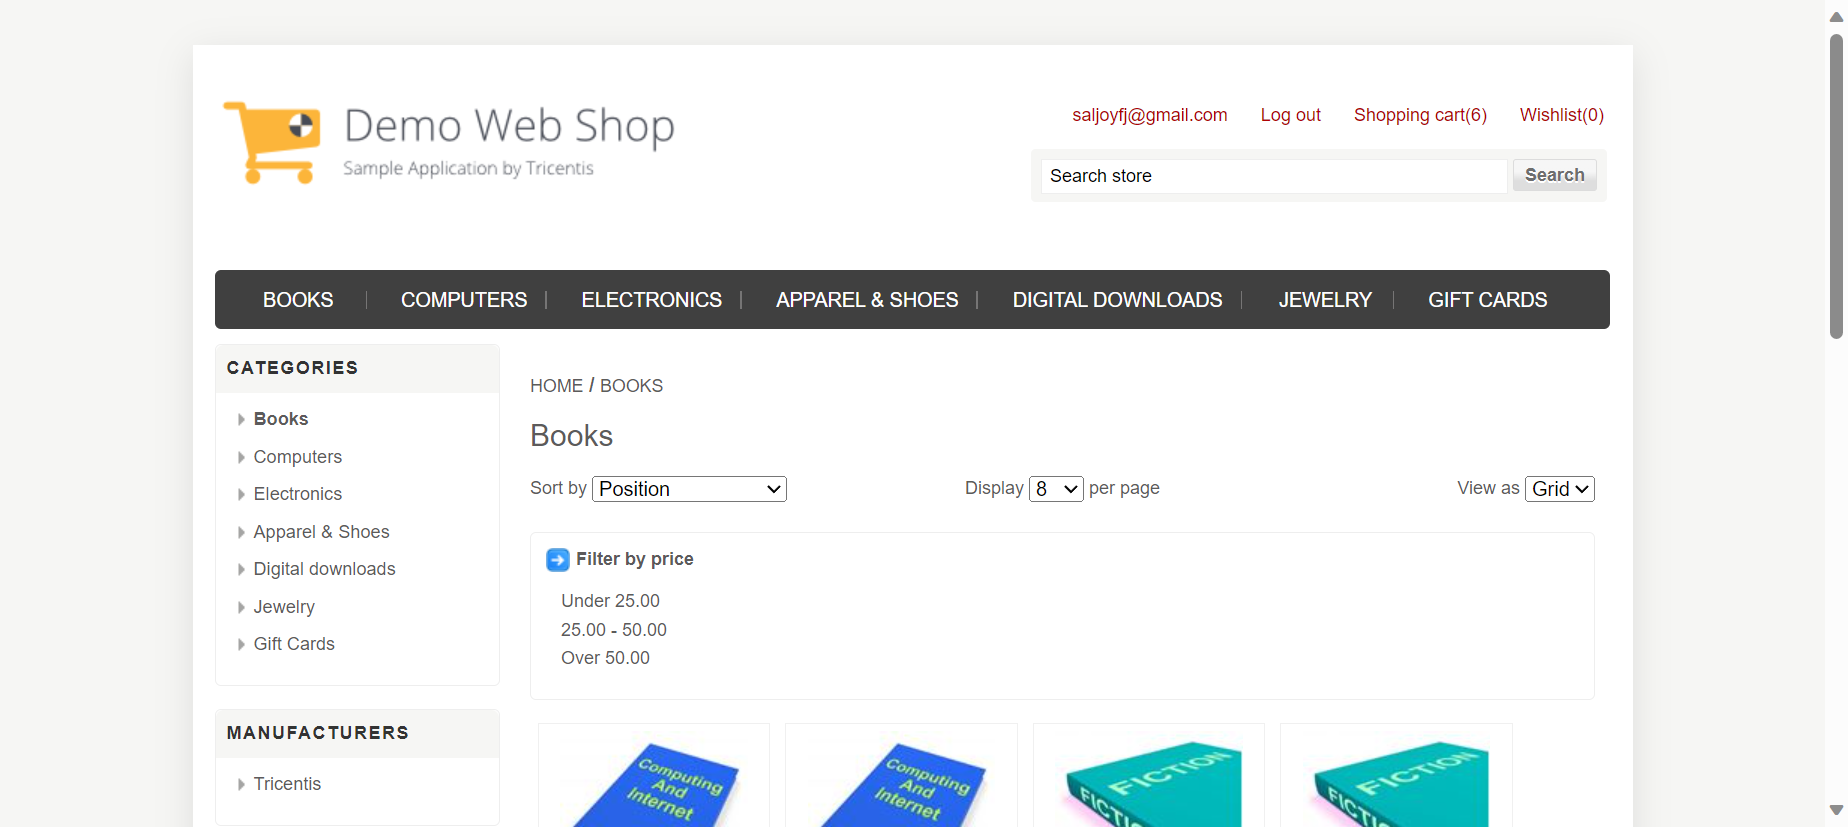 Demo Web Shop
Sample Application by Tricentis
saljoyfj@gmail.com Log out Shopping cart(6) Wishlist(0)
Search store Search
BOOKS COMPUTERS ELECTRONICS APPAREL & SHOES DIGITAL DOWNLOADS JEWELRY GIFT CARDS
CATEGORIES
Books
Computers
Electronics
Apparel & Shoes
Digital downloads
Jewelry
Gift Cards
MANUFACTURERS
Tricentis
HOME / BOOKS
Books
Sort by Position Display 8 per page View as Grid
Filter by price
Under 25.00
25.00 - 50.00
Over 50.00
Computing
And
Internet
Computing
And
Internet
FICTION
FICTION
FICTION
FICTION